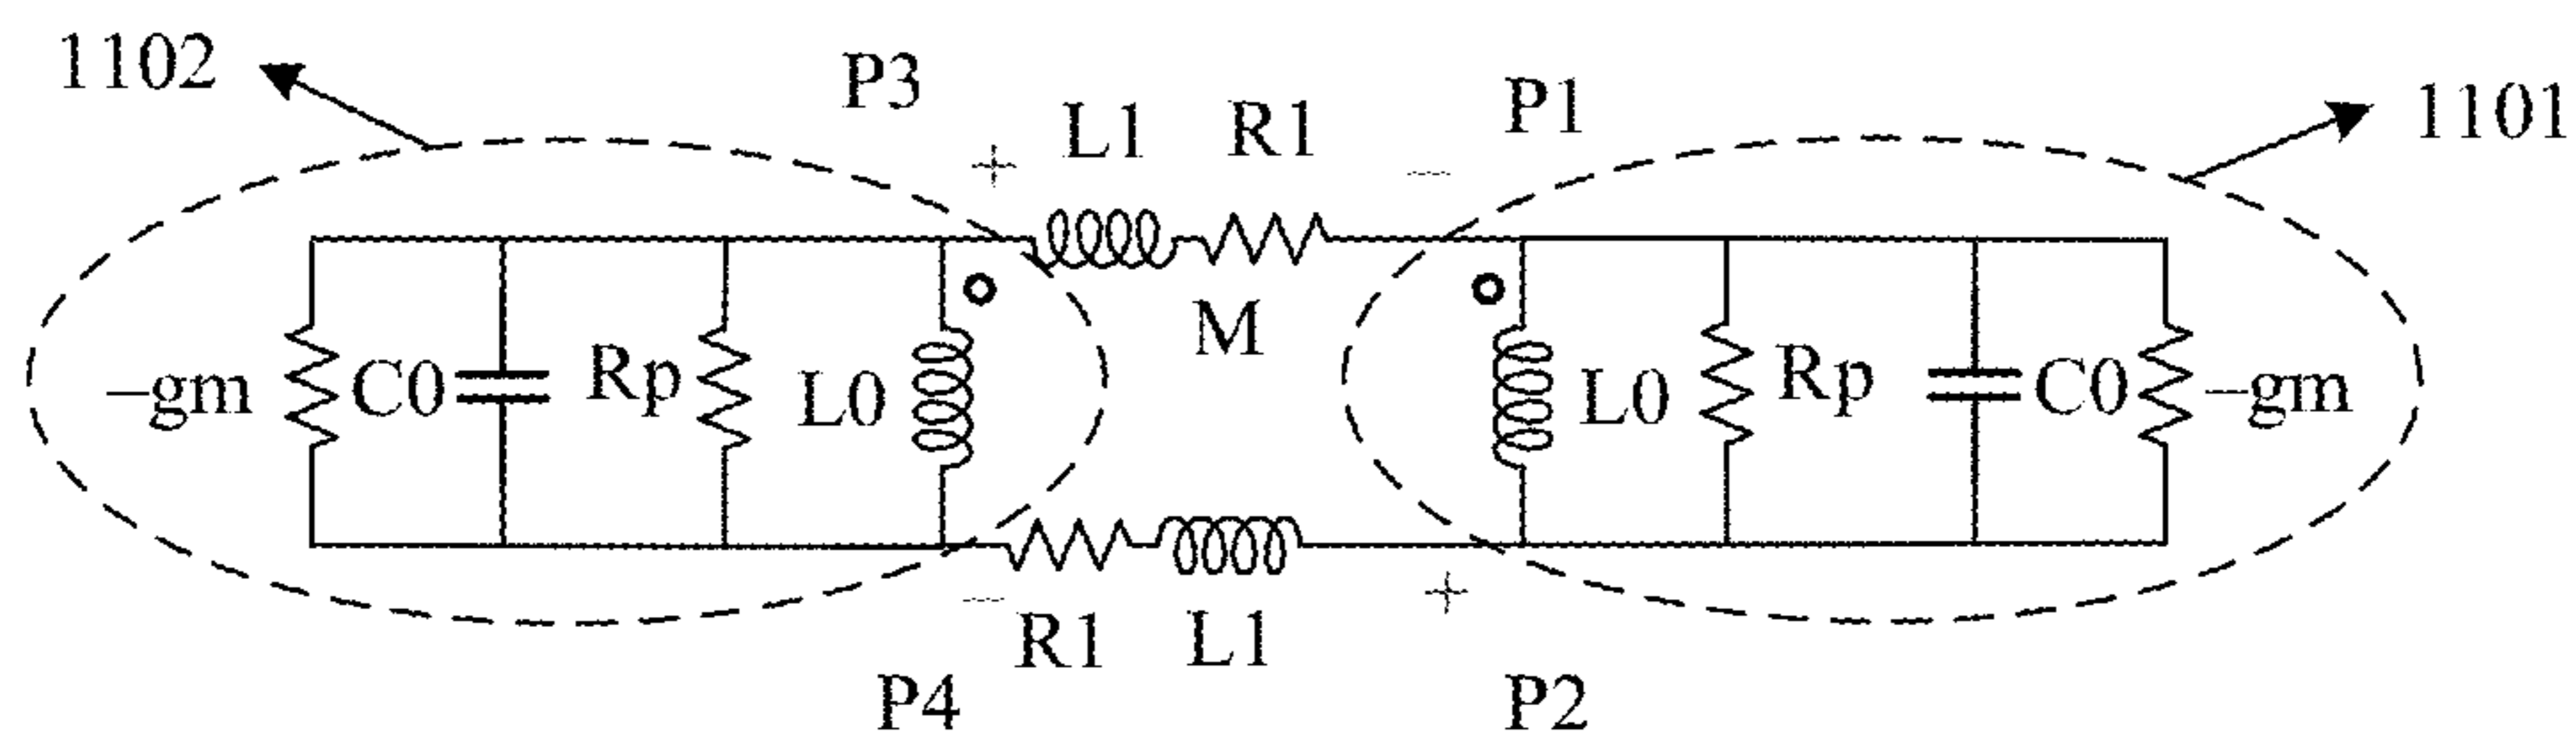 1102
P3
L1
R1
P1
1101
+
–
M
–gm
C0
Rp
L0
L0
Rp
C0
–gm
–
R1
L1
+
P4
P2